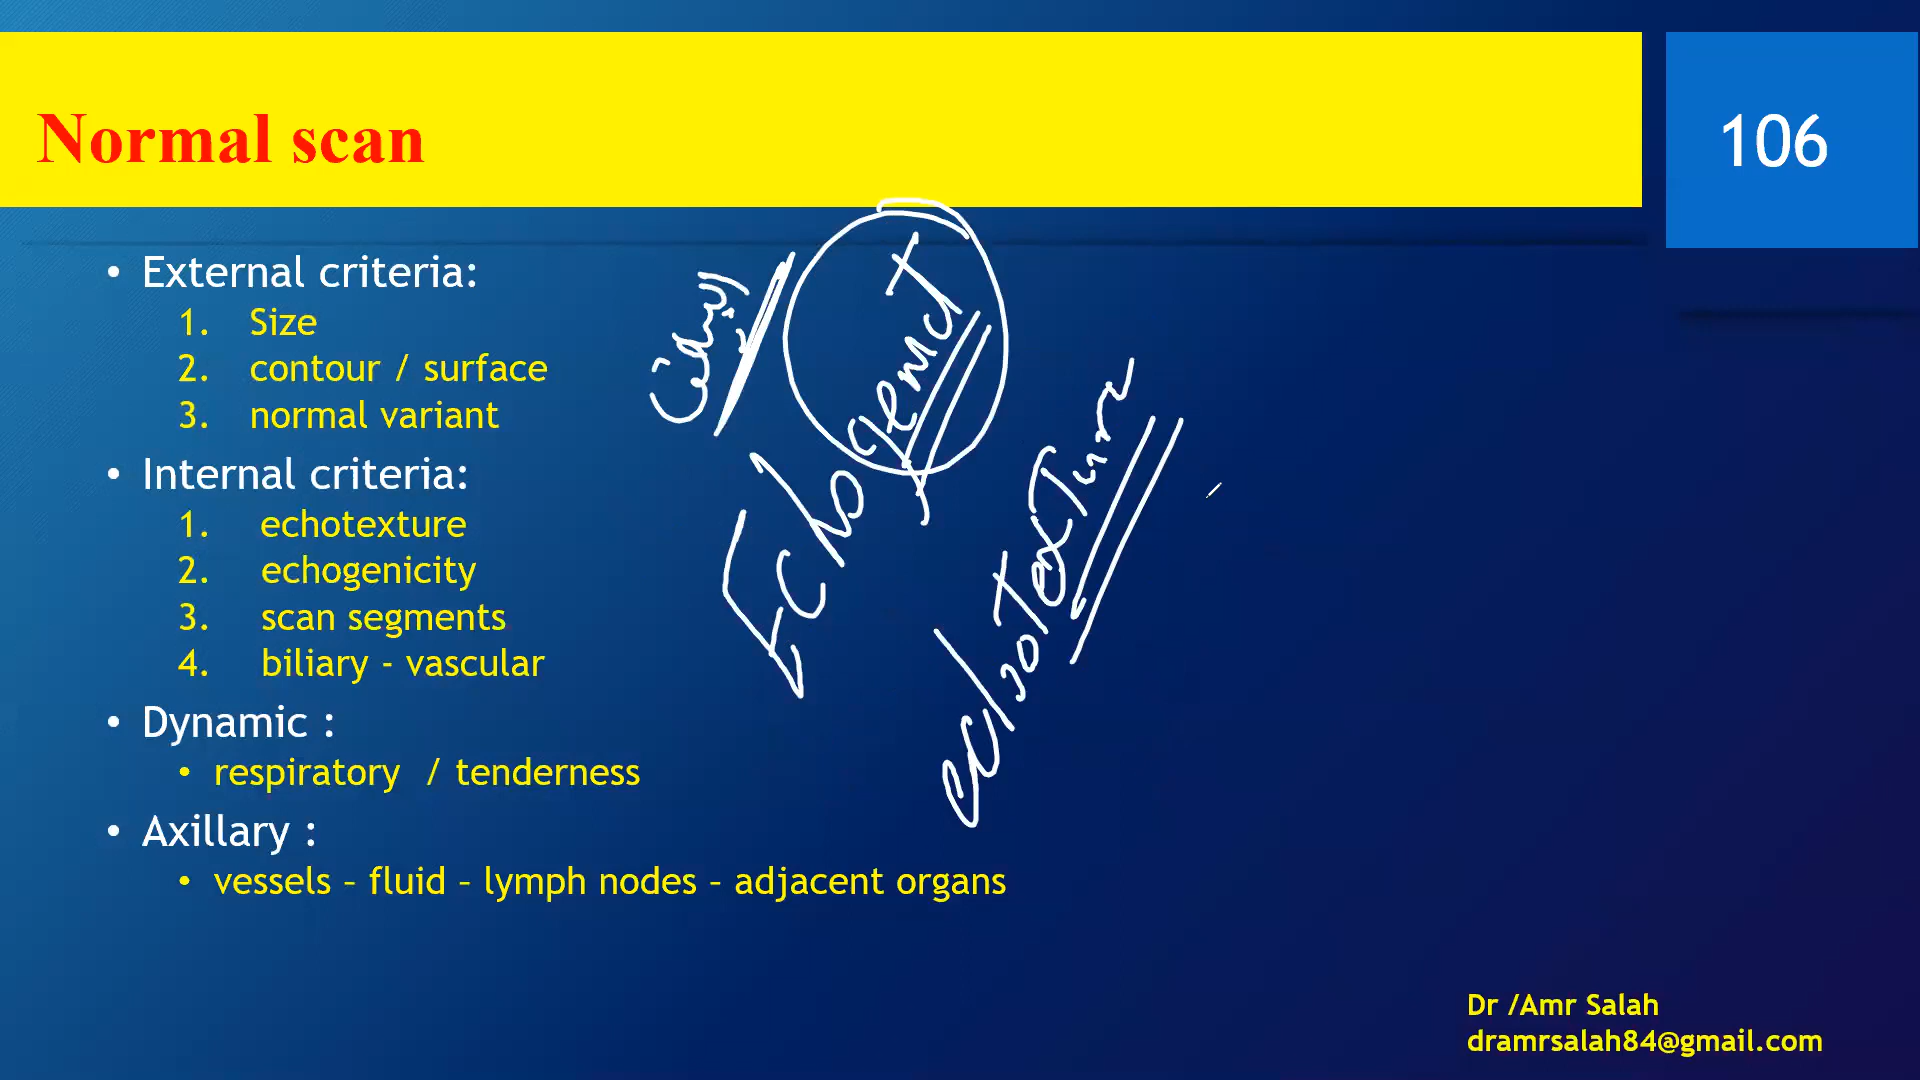 Normal scan
106
• External criteria:
1. Size
2. contour / surface
3. normal variant
• Internal criteria:
1. echotexture
2. echogenicity
3. scan segments
4. biliary - vascular
• Dynamic :
• respiratory / tenderness
• Axillary :
• vessels – fluid – lymph nodes – adjacent organs
echoTexTure
Dr /Amr Salah
dramrsalah84@gmail.com